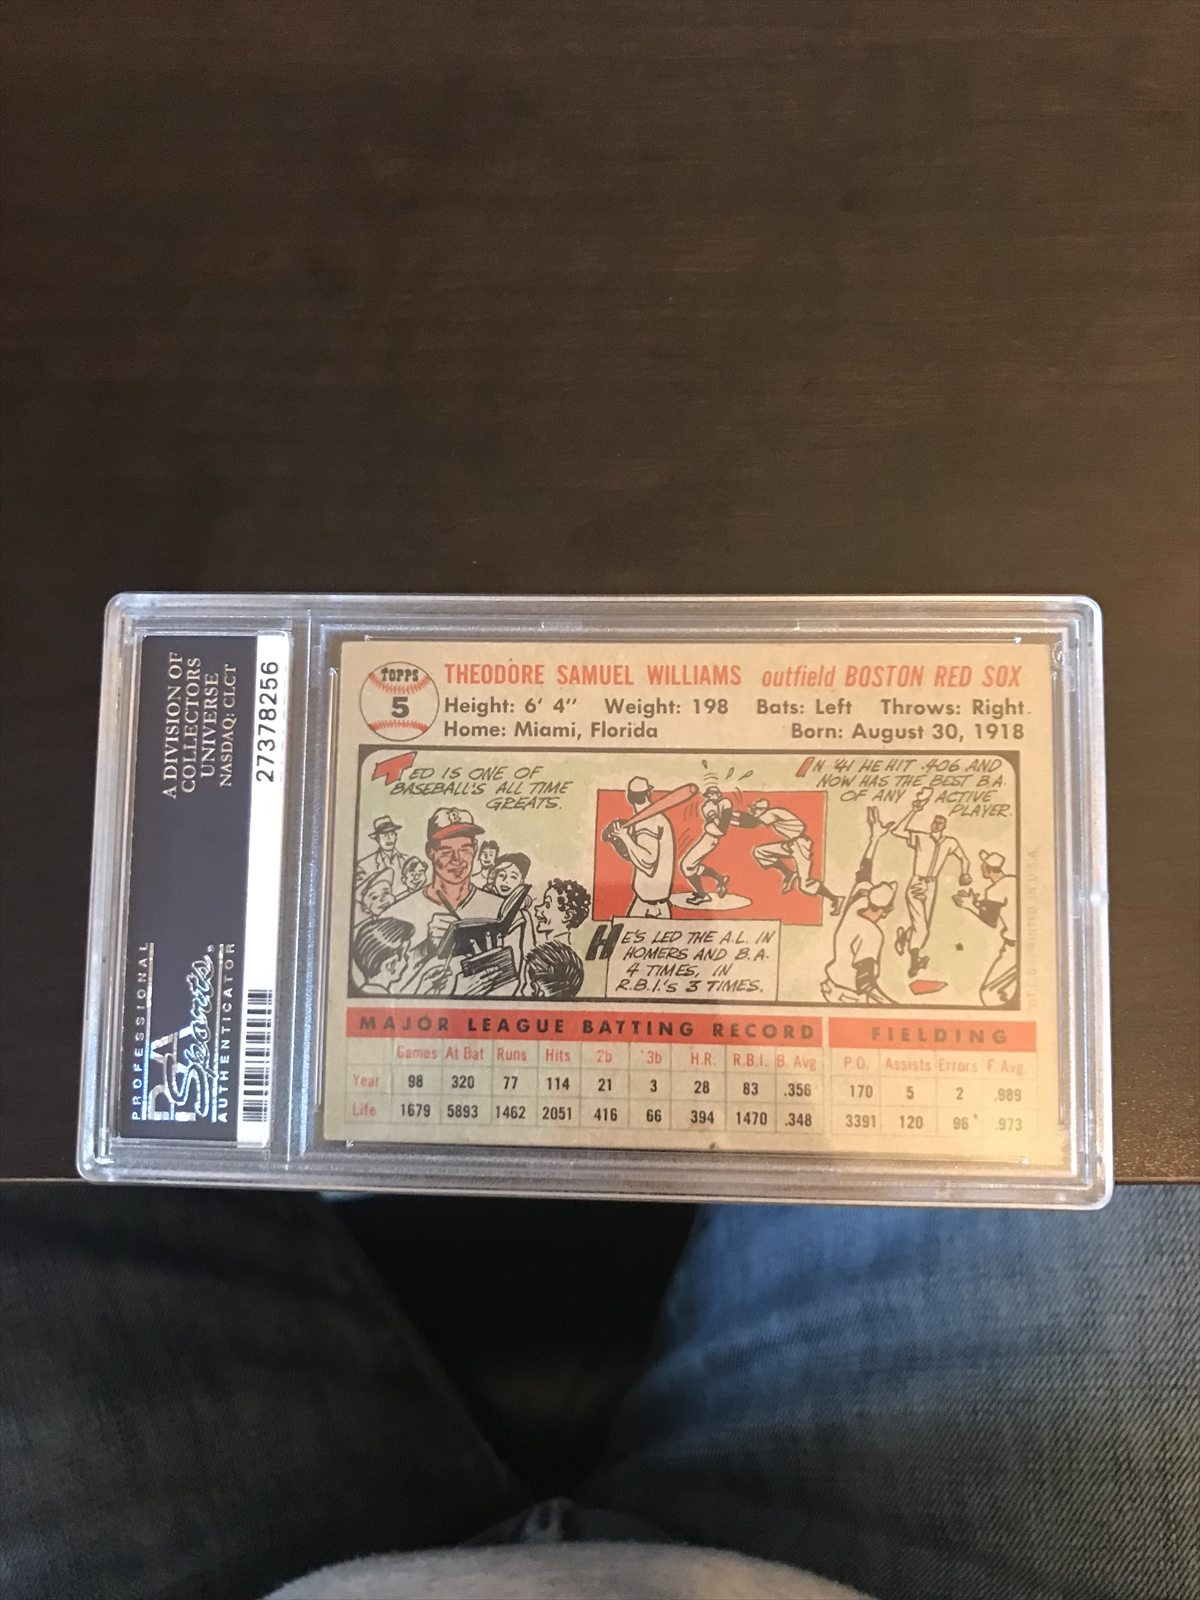 A DIVISION OF
COLLECTORS
UNIVERSE
NASDAQ: CLCT
27378256
PROFESSIONAL
PSA
Sports
AUTHENTICATOR
TOPPS
5
THEODORE SAMUEL WILLIAMS outfield BOSTON RED SOX
Height: 6' 4" Weight: 198 Bats: Left Throws: Right
Home: Miami, Florida Born: August 30, 1918
TED IS ONE OF
BASEBALL'S ALL TIME
GREATS.
B
HE'S LED THE A.L. IN
HOMERS AND B.A.
4 TIMES, IN
R.B.I.'S 3 TIMES.
IN '41 HE HIT .406 AND
NOW HAS THE BEST B.A.
OF ANY ACTIVE
PLAYER.
T.C.G. PRINTED IN U.S.A.
MAJOR LEAGUE BATTING RECORD FIELDING
Games At Bat Runs Hits 2b 3b H.R. R.B.I. B. Avg P.O. Assists Errors F. Avg.
Year 98 320 77 114 21 3 28 83 .356 170 5 2 .989
Life 1679 5893 1462 2051 416 66 394 1470 .348 3391 120 96 .973